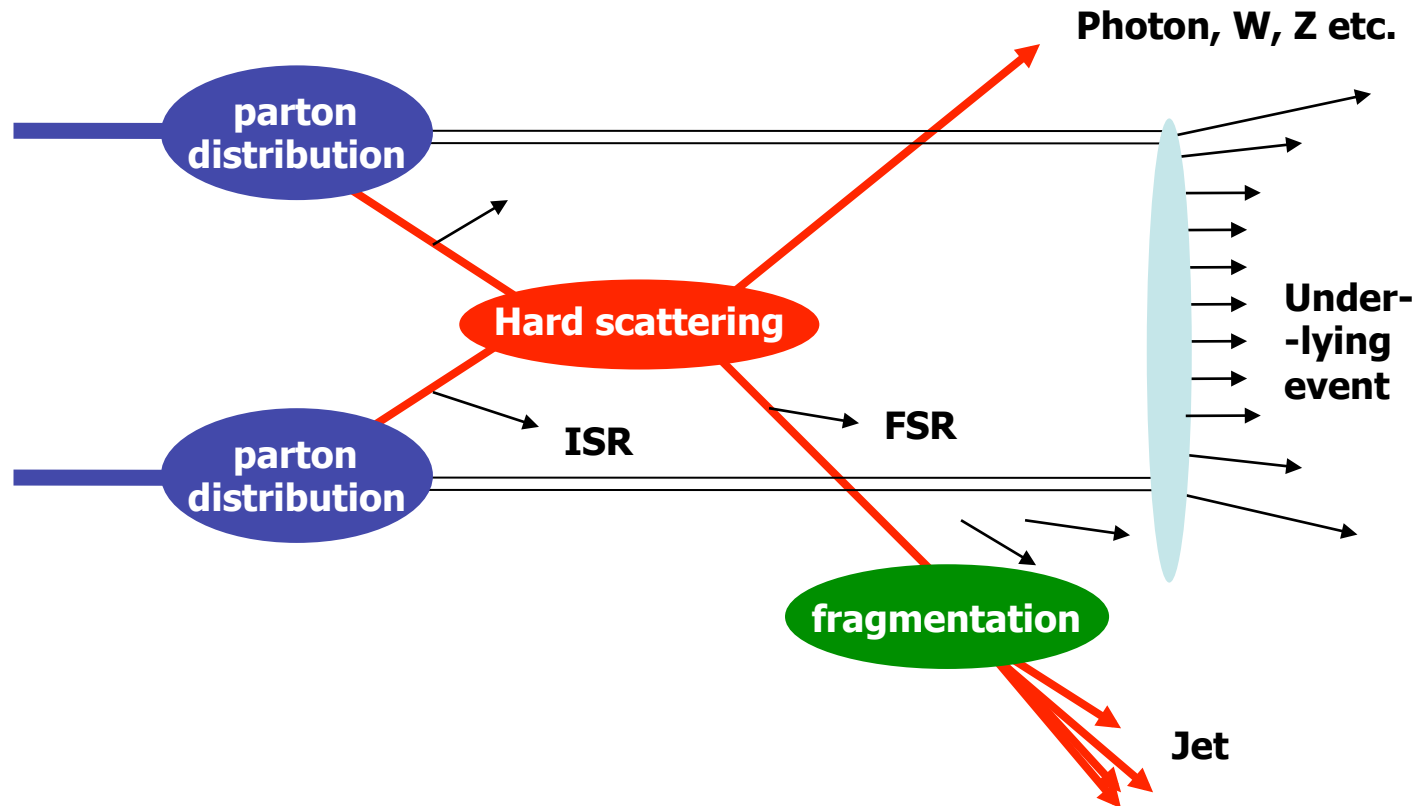 Photon, W, Z etc.
parton
distribution
Hard scattering
Under-
-lying
event
ISR
FSR
parton
distribution
fragmentation
Jet